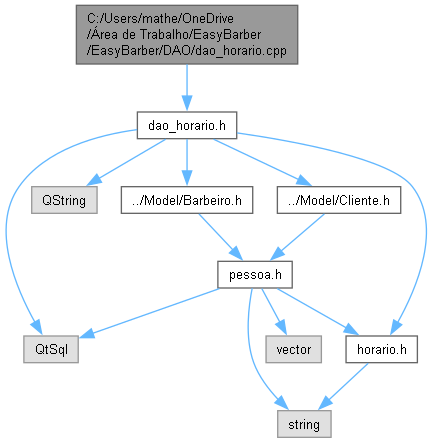 C:/Users/mathe/OneDrive
/Área de Trabalho/EasyBarber
/EasyBarber/DAO/dao_horario.cpp
dao_horario.h
QString
../Model/Barbeiro.h
../Model/Cliente.h
pessoa.h
QtSql
vector
horario.h
string